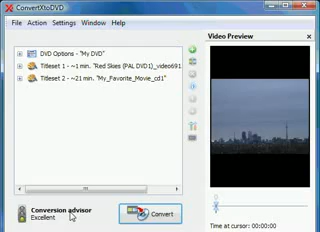 ConvertXtoDVD
File Action Settings Window Help
Video Preview
DVD Options - "My DVD"
Titleset 1 - ~1 min. "Red Skies (PAL DVD1)_video691
Titleset 2 - ~21 min. "My_Favorite_Movie_cd1"
Conversion advisor
Excellent
Convert
Time at cursor: 00:00:00